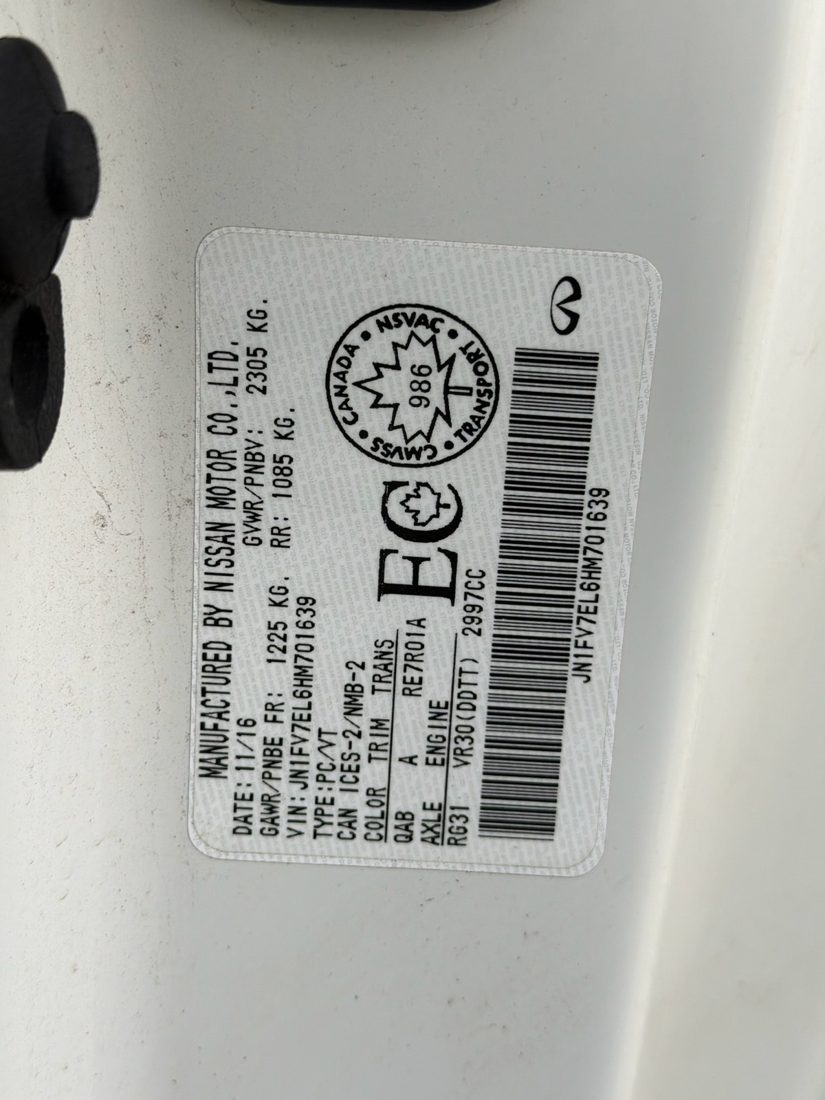 MANUFACTURED BY NISSAN MOTOR CO.,LTD.
DATE:11/16 GVWR/PNBV: 2305 KG.
GAWR/PNBE FR: 1225 KG. RR: 1085 KG.
VIN:JN1FV7EL6HM701639
TYPE:PC/VT
CAN ICES-2/NMB-2
COLOR TRIM TRANS
QAB A RE7R01A
AXLE ENGINE
RG31 VR30(DDTT) 2997CC
EC
CMVSS • CANADA • NSVAC • TRANSPORT •
986
JN1FV7EL6HM701639